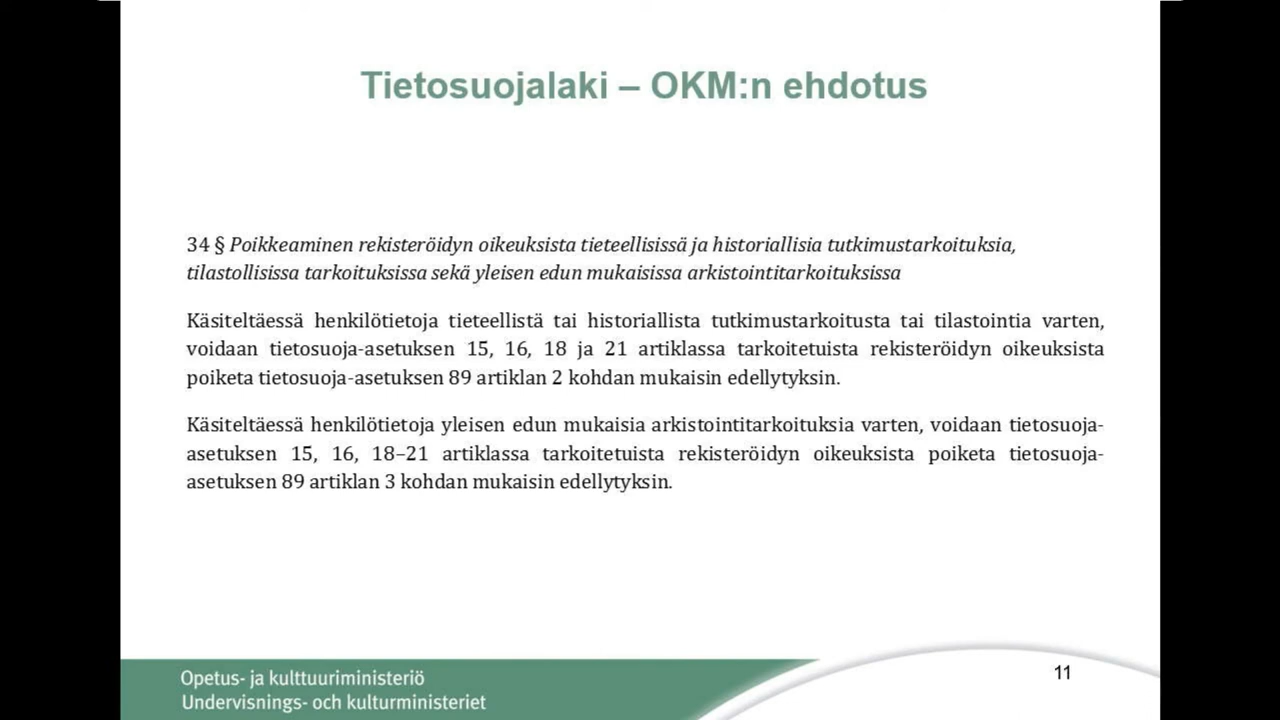 Tietosuojalaki – OKM:n ehdotus
34 § Poikkeaminen rekisteröidyn oikeuksista tieteellisissä ja historiallisia tutkimustarkoituksia,
tilastollisissa tarkoituksissa sekä yleisen edun mukaisissa arkistointitarkoituksissa
Käsiteltäessä henkilötietoja tieteellistä tai historiallista tutkimustarkoitusta tai tilastointia varten,
voidaan tietosuoja-asetuksen 15, 16, 18 ja 21 artiklassa tarkoitetuista rekisteröidyn oikeuksista
poiketa tietosuoja-asetuksen 89 artiklan 2 kohdan mukaisin edellytyksin.
Käsiteltäessä henkilötietoja yleisen edun mukaisia arkistointitarkoituksia varten, voidaan tietosuoja-
asetuksen 15, 16, 18–21 artiklassa tarkoitetuista rekisteröidyn oikeuksista poiketa tietosuoja-
asetuksen 89 artiklan 3 kohdan mukaisin edellytyksin.
Opetus- ja kulttuuriministeriö
Undervisnings- och kulturministeriet
11